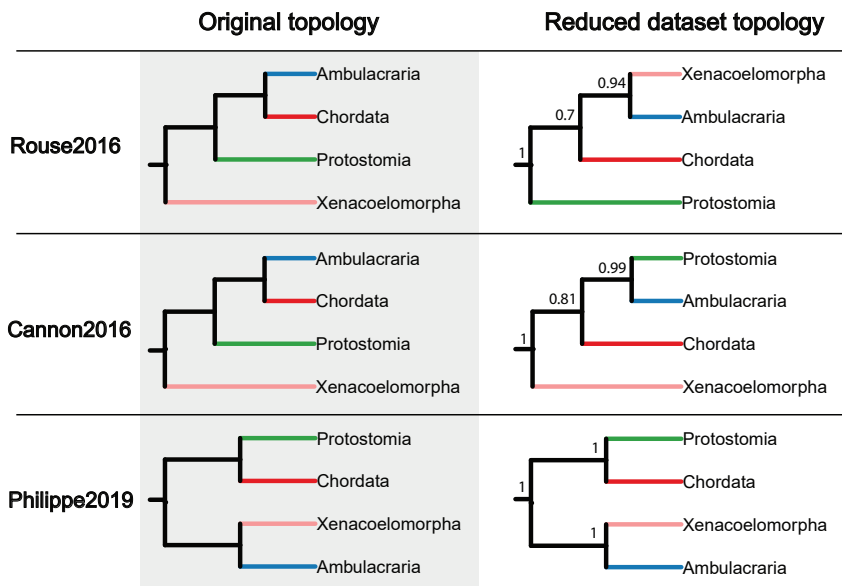 Original topology
Reduced dataset topology
Rouse2016
Ambulacraria
Chordata
Protostomia
Xenacoelomorpha
1
0.7
0.94
Xenacoelomorpha
Ambulacraria
Chordata
Protostomia
Cannon2016
Ambulacraria
Chordata
Protostomia
Xenacoelomorpha
1
0.81
0.99
Protostomia
Ambulacraria
Chordata
Xenacoelomorpha
Philippe2019
Protostomia
Chordata
Xenacoelomorpha
Ambulacraria
1
1
1
Protostomia
Chordata
Xenacoelomorpha
Ambulacraria